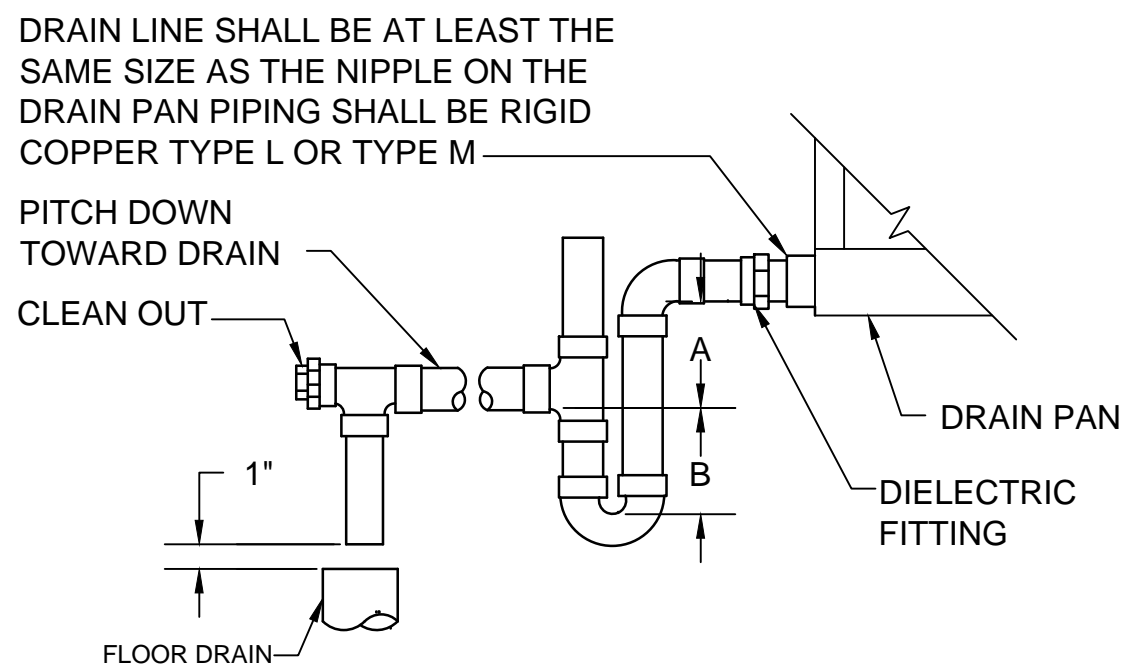 DRAIN LINE SHALL BE AT LEAST THE
SAME SIZE AS THE NIPPLE ON THE
DRAIN PAN PIPING SHALL BE RIGID
COPPER TYPE L OR TYPE M
PITCH DOWN
TOWARD DRAIN
CLEAN OUT
A
B
1"
DRAIN PAN
DIELECTRIC
FITTING
FLOOR DRAIN